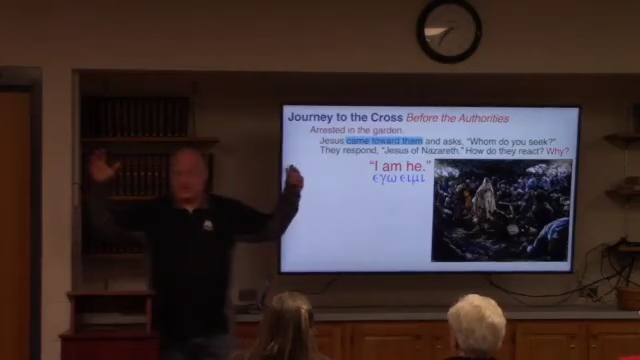 Journey to the Cross Before the Authorities
Arrested in the garden.
Jesus came toward them and asks, "Whom do you seek?"
They respond, "Jesus of Nazareth." How do they react? Why?
"I am he."
εγω ειμι